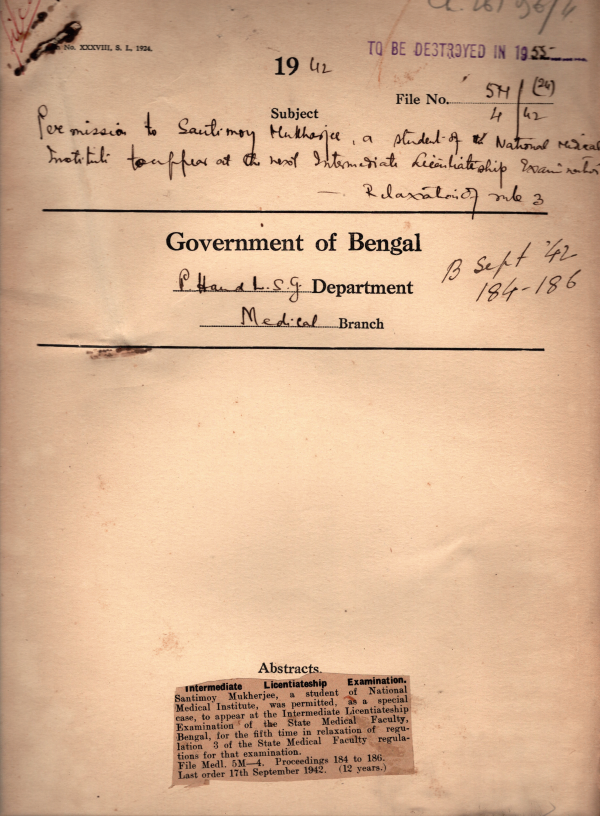 Ch. 26/96/4
No. XXXVIII, S. L. 1924.
TO BE DESTROYED IN 1955
19 42
File No. 5M/4 (24)/42
Subject
Permission to Santimoy Mukherjee, a student of National Medical
Institute to appear at the next Intermediate Licentiateship Examination
— Relaxation of rule 3
Government of Bengal
P. H and L. S. G Department
B Sept '42
184-186
Medical Branch
Abstracts.
Intermediate Licentiateship Examination.
Santimoy Mukherjee, a student of National
Medical Institute, was permitted, as a special
case, to appear at the Intermediate Licentiateship
Examination of the State Medical Faculty,
Bengal, for the fifth time in relaxation of regu-
lation 3 of the State Medical Faculty regula-
tions for that examination.
File Medl. 5M—4. Proceedings 184 to 186.
Last order 17th September 1942. (12 years.)